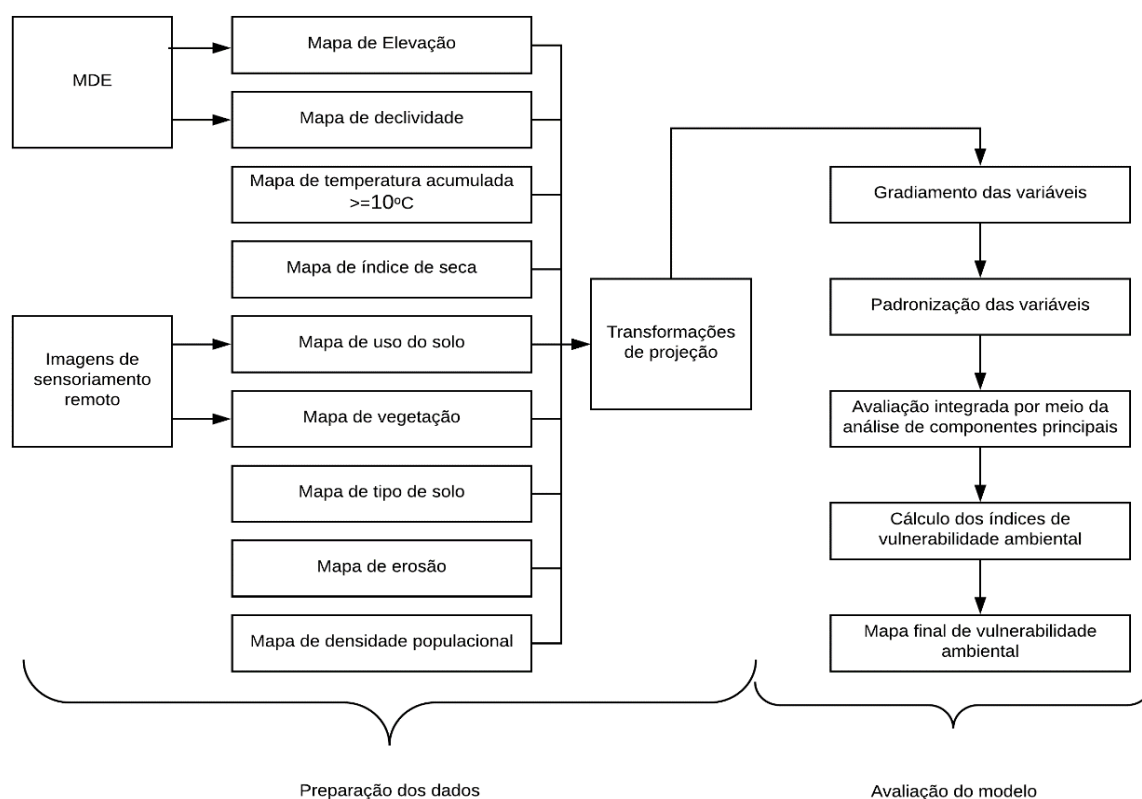 MDE
Mapa de Elevação
Mapa de declividade
Mapa de temperatura acumulada
>=10ºC
Mapa de índice de seca
Imagens de
sensoriamento
remoto
Mapa de uso do solo
Mapa de vegetação
Mapa de tipo de solo
Mapa de erosão
Mapa de densidade populacional
Transformações
de projeção
Gradiamento das variáveis
Padronização das variáveis
Avaliação integrada por meio da
análise de componentes principais
Cálculo dos índices de
vulnerabilidade ambiental
Mapa final de vulnerabilidade
ambiental
Preparação dos dados
Avaliação do modelo